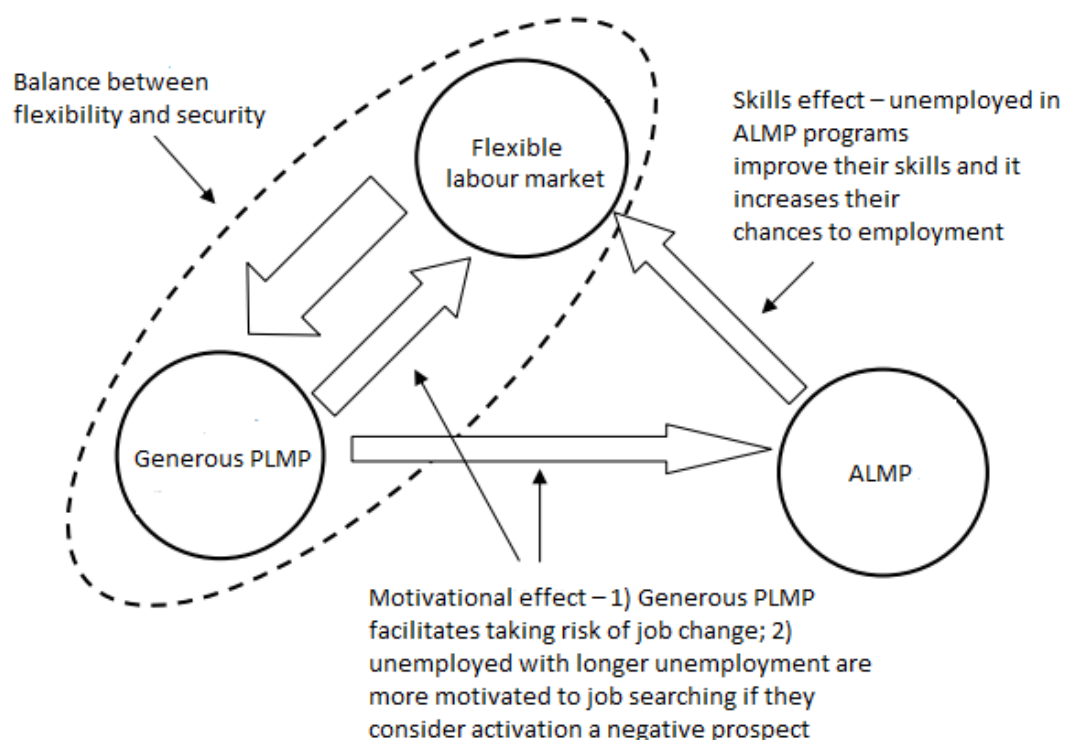 Balance between
flexibility and security
Flexible
labour market
Skills effect – unemployed in
ALMP programs
improve their skills and it
increases their
chances to employment
Generous PLMP
ALMP
Motivational effect – 1) Generous PLMP
facilitates taking risk of job change; 2)
unemployed with longer unemployment are
more motivated to job searching if they
consider activation a negative prospect